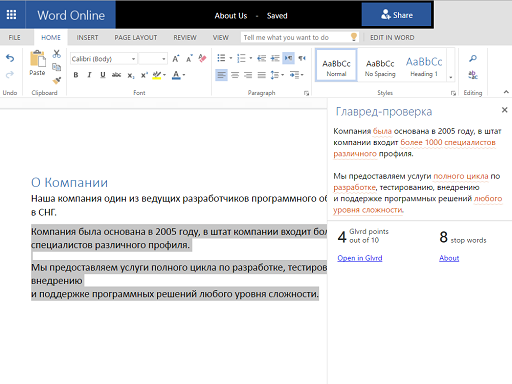 Word Online
About Us - Saved
Share
FILE HOME INSERT PAGE LAYOUT REVIEW VIEW Tell me what you want to do EDIT IN WORD
Paste
Calibri (Body)
B I U abc x₂ x² A A
AaBbCc AaBbCc AaBbCc
Normal No Spacing Heading 1
Undo Clipboard Font Paragraph Styles Editing
О Компании
Наша компания один из ведущих разработчиков программного об
в СНГ.
Компания была основана в 2005 году, в штат компании входит бол
специалистов различного профиля.
Мы предоставляем услуги полного цикла по разработке, тестиров
внедрению
и поддержке программных решений любого уровня сложности.
Главред-проверка
Компания была основана в 2005 году, в штат
компании входит более 1000 специалистов
различного профиля.
Мы предоставляем услуги полного цикла по
разработке, тестированию, внедрению
и поддержке программных решений любого
уровня сложности.
4 Glvrd points
out of 10
8 stop words
Open in Glvrd About